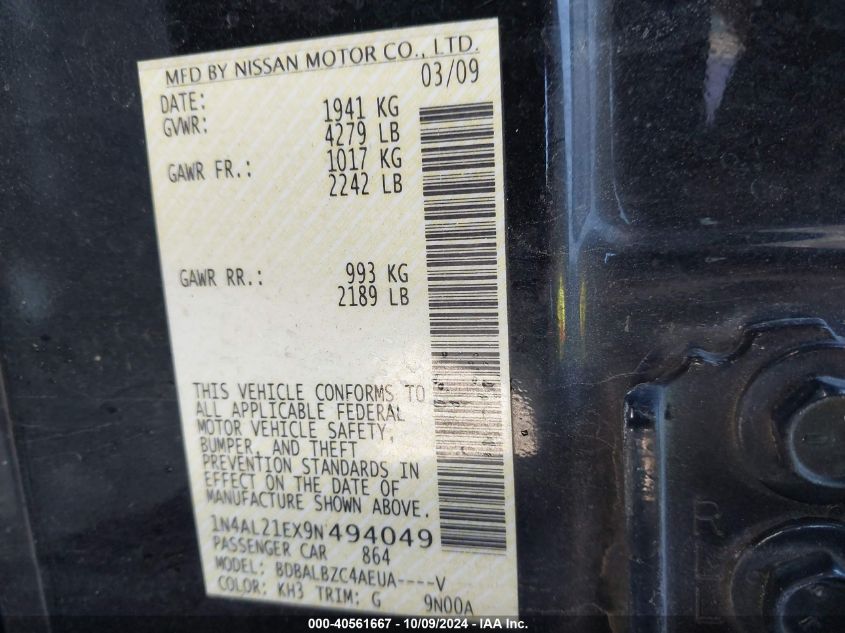 MFD BY NISSAN MOTOR CO., LTD.
DATE: 03/09
GVWR: 1941 KG
4279 LB
GAWR FR.: 1017 KG
2242 LB
GAWR RR.: 993 KG
2189 LB
THIS VEHICLE CONFORMS TO
ALL APPLICABLE FEDERAL
MOTOR VEHICLE SAFETY,
BUMPER, AND THEFT
PREVENTION STANDARDS IN
EFFECT ON THE DATE OF
MANUFACTURE SHOWN ABOVE.
1N4AL21EX9N494049
PASSENGER CAR 864
MODEL: BDBALBZC4AEUA----V
COLOR: KH3 TRIM: G 9N00A
000-40561667 - 10/09/2024 - IAA Inc.